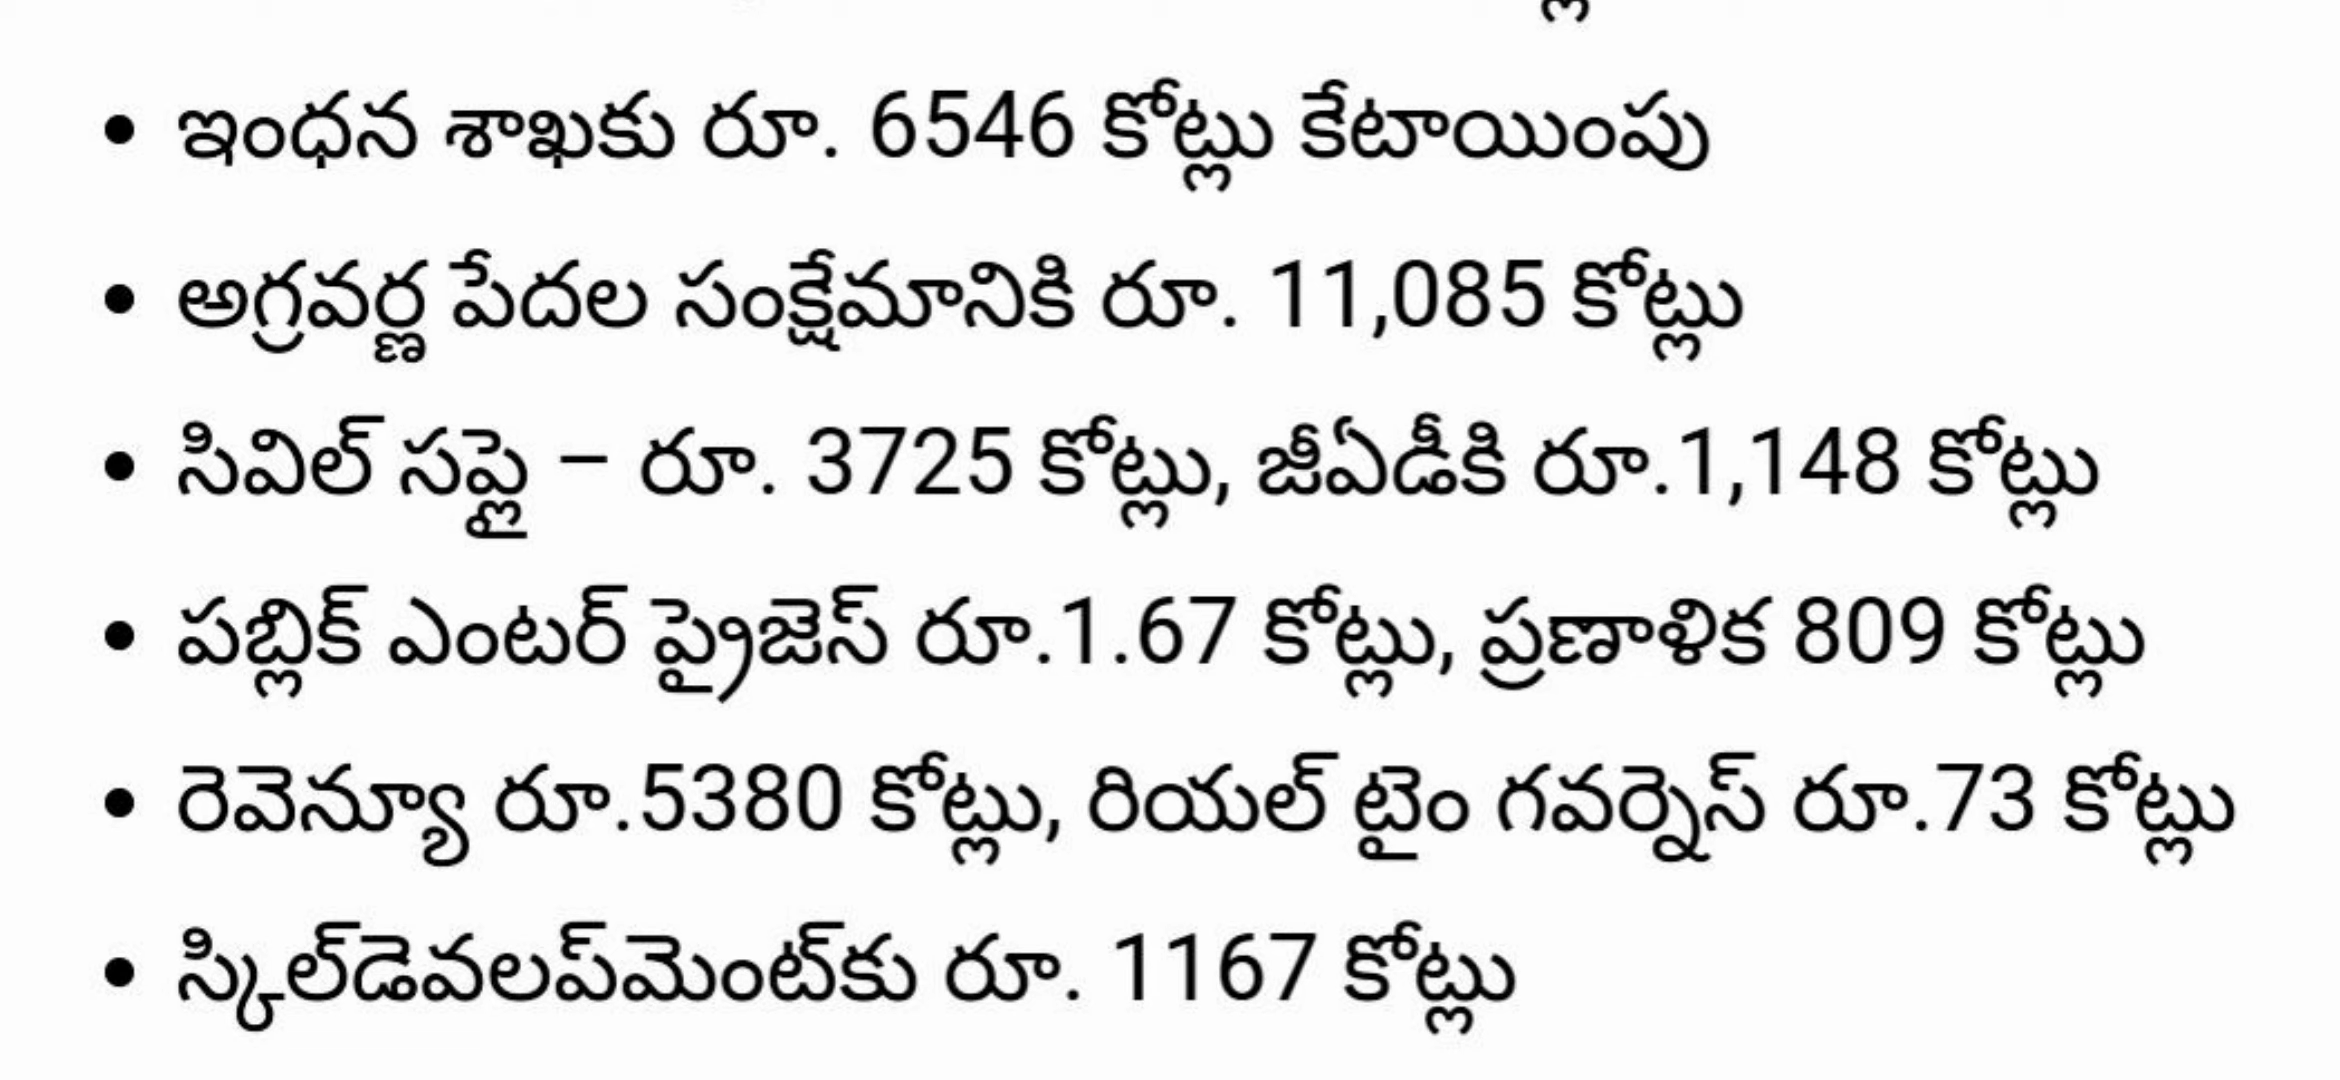 • ఇంధన శాఖకు రూ. 6546 కోట్లు కేటాయింపు
• అగ్రవర్ణ పేదల సంక్షేమానికి రూ. 11,085 కోట్లు
• సివిల్ సప్లై – రూ. 3725 కోట్లు, జీఏడీకి రూ.1,148 కోట్లు
• పబ్లిక్ ఎంటర్ ప్రైజెస్ రూ.1.67 కోట్లు, ప్రణాళిక 809 కోట్లు
• రెవెన్యూ రూ.5380 కోట్లు, రియల్ టైం గవర్నెస్ రూ.73 కోట్లు
• స్కిల్‌డెవలప్‌మెంట్‌కు రూ. 1167 కోట్లు